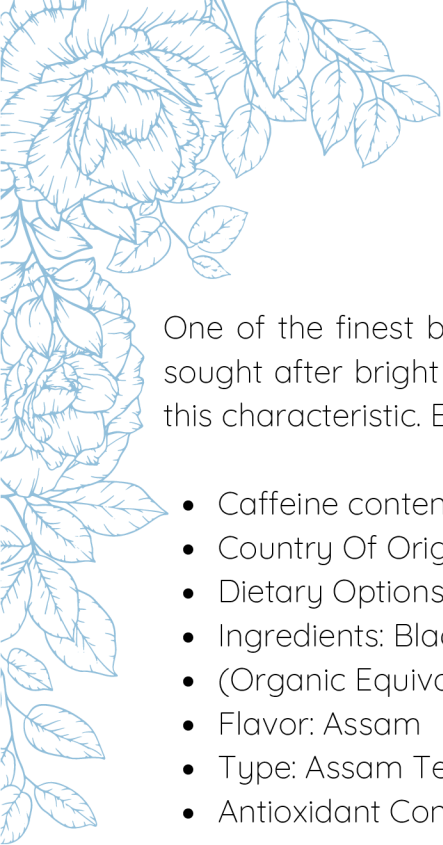 One of the finest b
sought after bright
this characteristic. E
• Caffeine conten
• Country Of Orig
• Dietary Options
• Ingredients: Blac
• (Organic Equiva
• Flavor: Assam
• Type: Assam Te
• Antioxidant Con